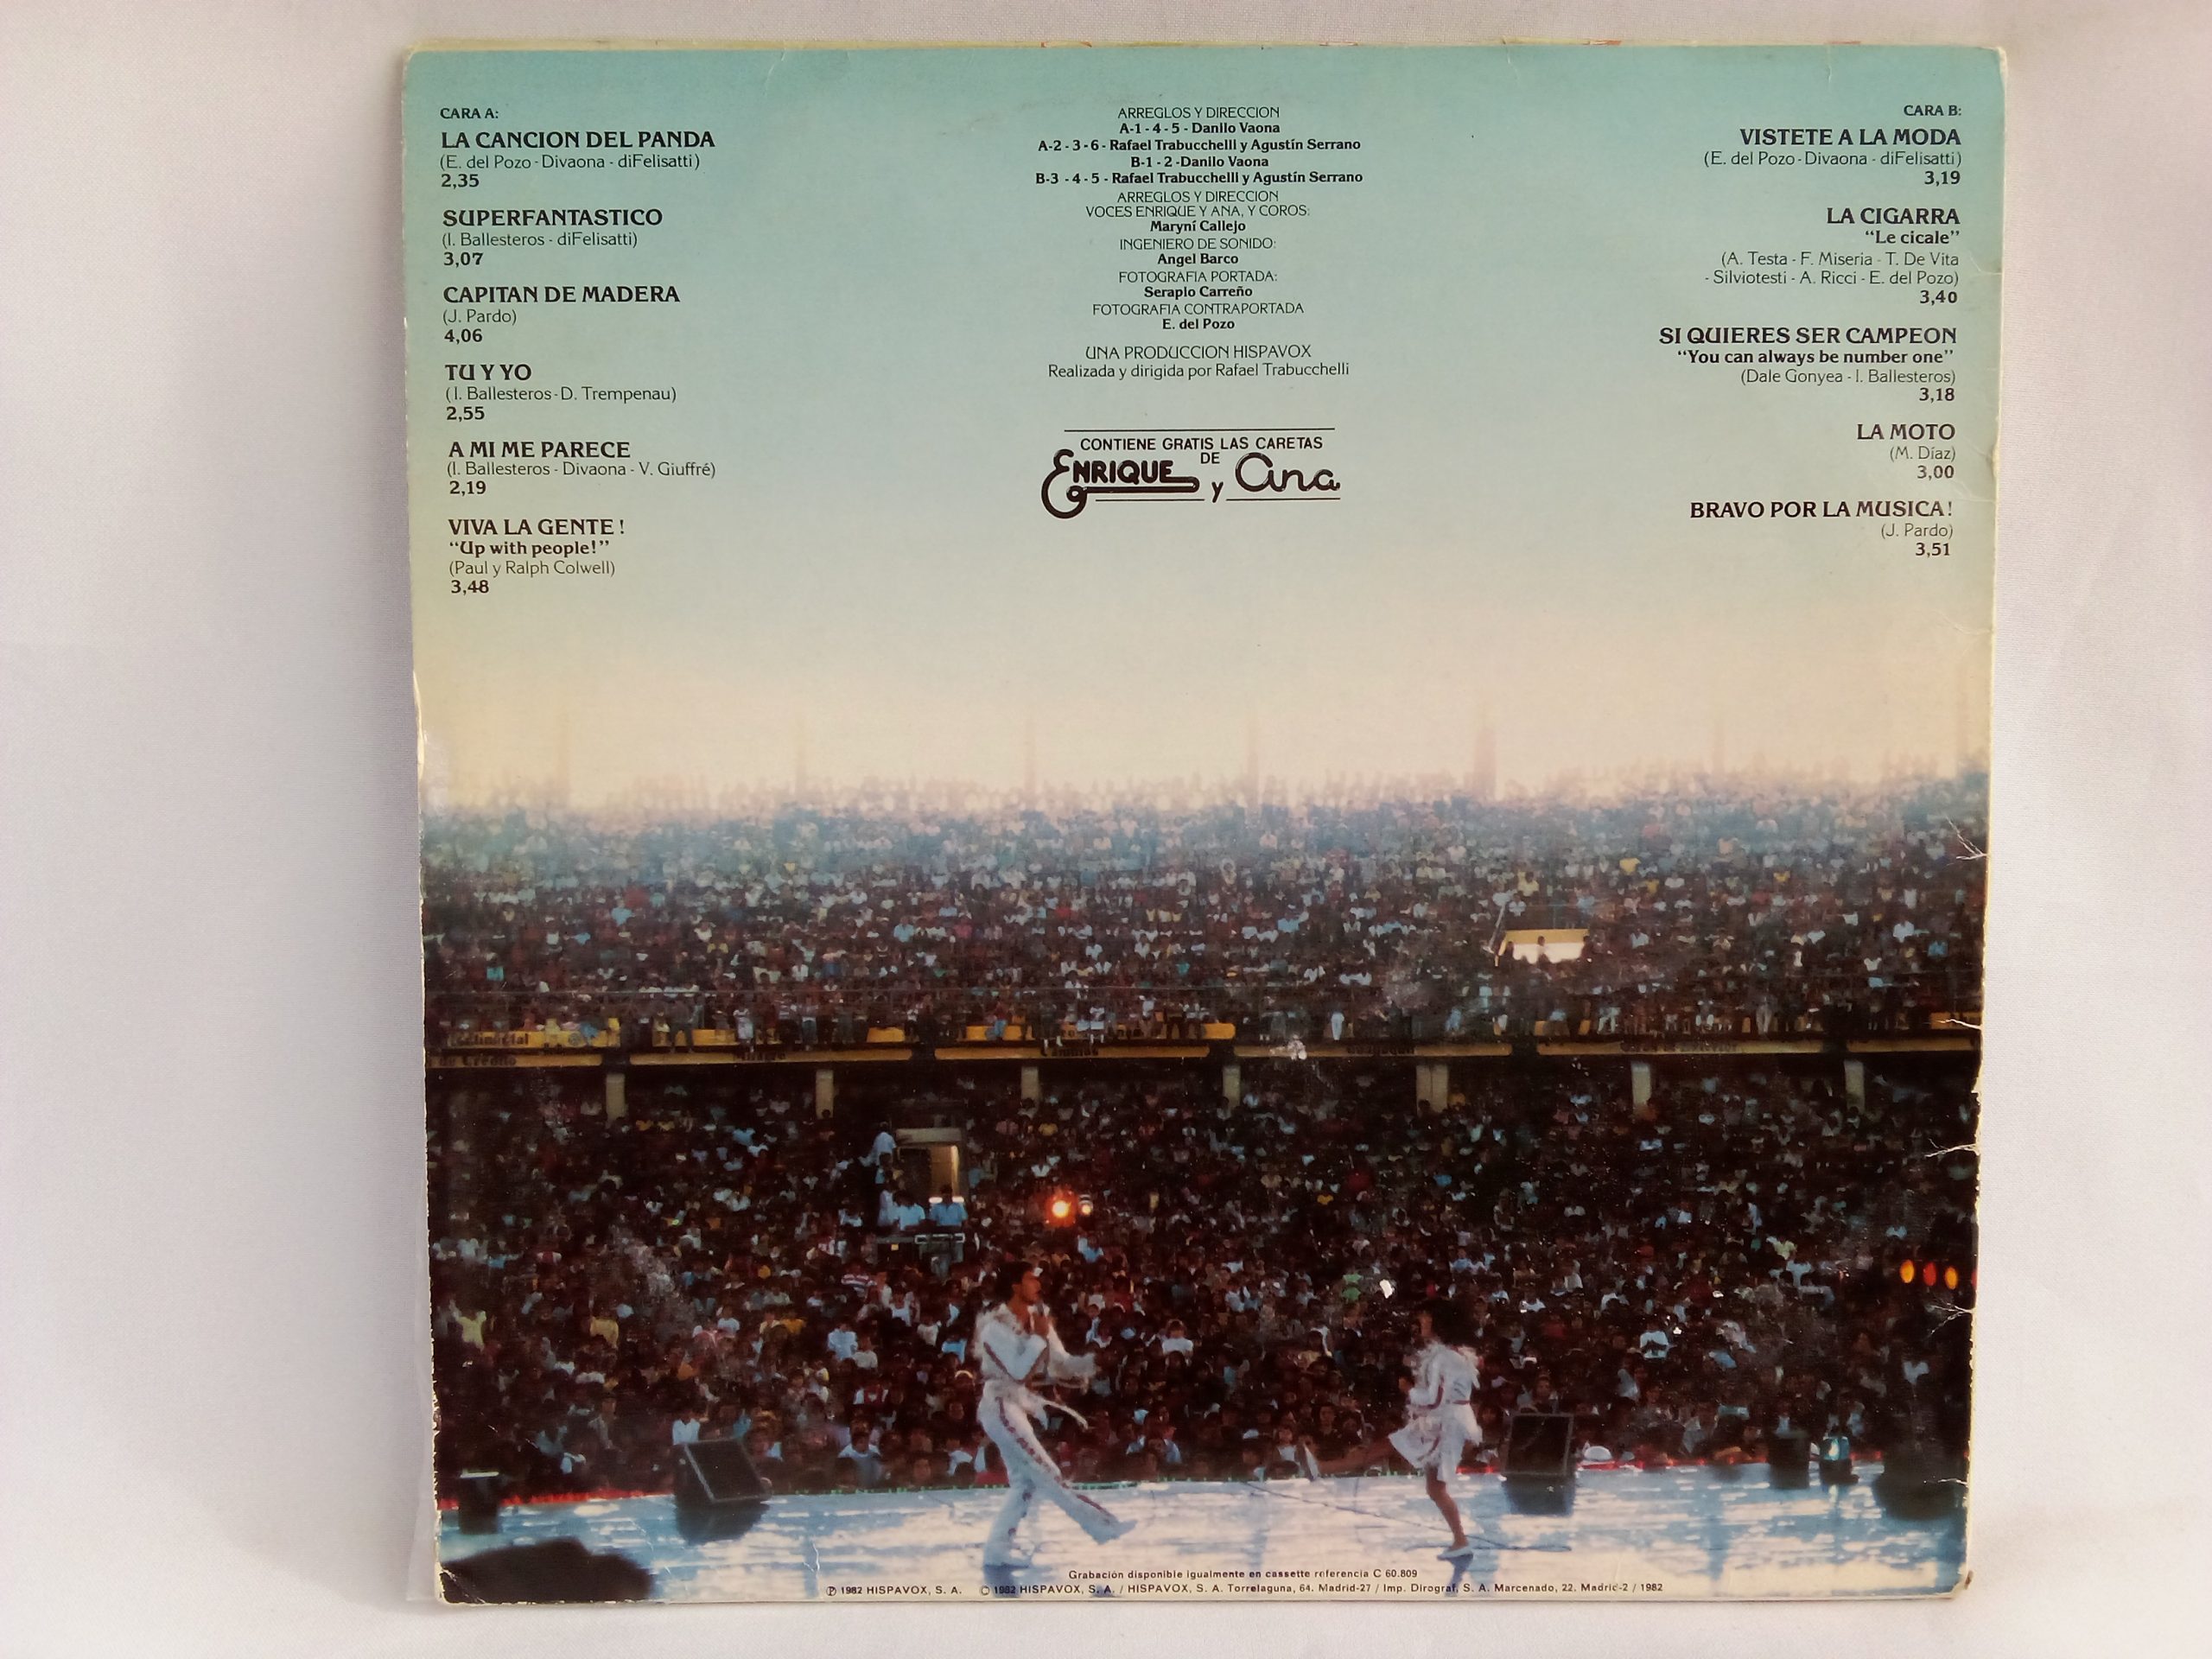 CARA A:
LA CANCION DEL PANDA
(E. del Pozo - Divaona - diFelisatti)
2,35
SUPERFANTASTICO
(I. Ballesteros - diFelisatti)
3,07
CAPITAN DE MADERA
(J. Pardo)
4,06
TU Y YO
(I. Ballesteros - D. Trempenau)
2,55
A MI ME PARECE
(I. Ballesteros - Divaona - V. Giuffré)
2,19
VIVA LA GENTE!
"Up with people!"
(Paul y Ralph Colwell)
3,48
ARREGLOS Y DIRECCION
A-1 - 4 - 5 - Danilo Vaona
A-2 - 3 - 6 - Rafael Trabucchelli y Agustín Serrano
B-1 - 2 - Danilo Vaona
B-3 - 4 - 5 - Rafael Trabucchelli y Agustín Serrano
ARREGLOS Y DIRECCION
VOCES ENRIQUE Y ANA, Y COROS:
Maryní Callejo
INGENIERO DE SONIDO:
Angel Barco
FOTOGRAFIA PORTADA:
Serapio Carreño
FOTOGRAFIA CONTRAPORTADA
E. del Pozo
UNA PRODUCCION HISPAVOX
Realizada y dirigida por Rafael Trabucchelli
CONTIENE GRATIS LAS CARETAS
DE
ENRIQUE y Ana
CARA B:
VISTETE A LA MODA
(E. del Pozo - Divaona - diFelisatti)
3,19
LA CIGARRA
"Le cicale"
(A. Testa - F. Miseria - T. De Vita
- Silviotesti - A. Ricci - E. del Pozo)
3,40
SI QUIERES SER CAMPEON
"You can always be number one"
(Dale Gonyea - I. Ballesteros)
3,18
LA MOTO
(M. Díaz)
3,00
BRAVO POR LA MUSICA!
(J. Pardo)
3,51
Grabación disponible igualmente en cassette referencia C 60.809
Ⓟ 1982 HISPAVOX, S. A. © 1982 HISPAVOX, S. A. / HISPAVOX, S. A. Torrelaguna, 64. Madrid-27 / Imp. Dirograf, S. A. Marcenado, 22. Madrid-2 / 1982